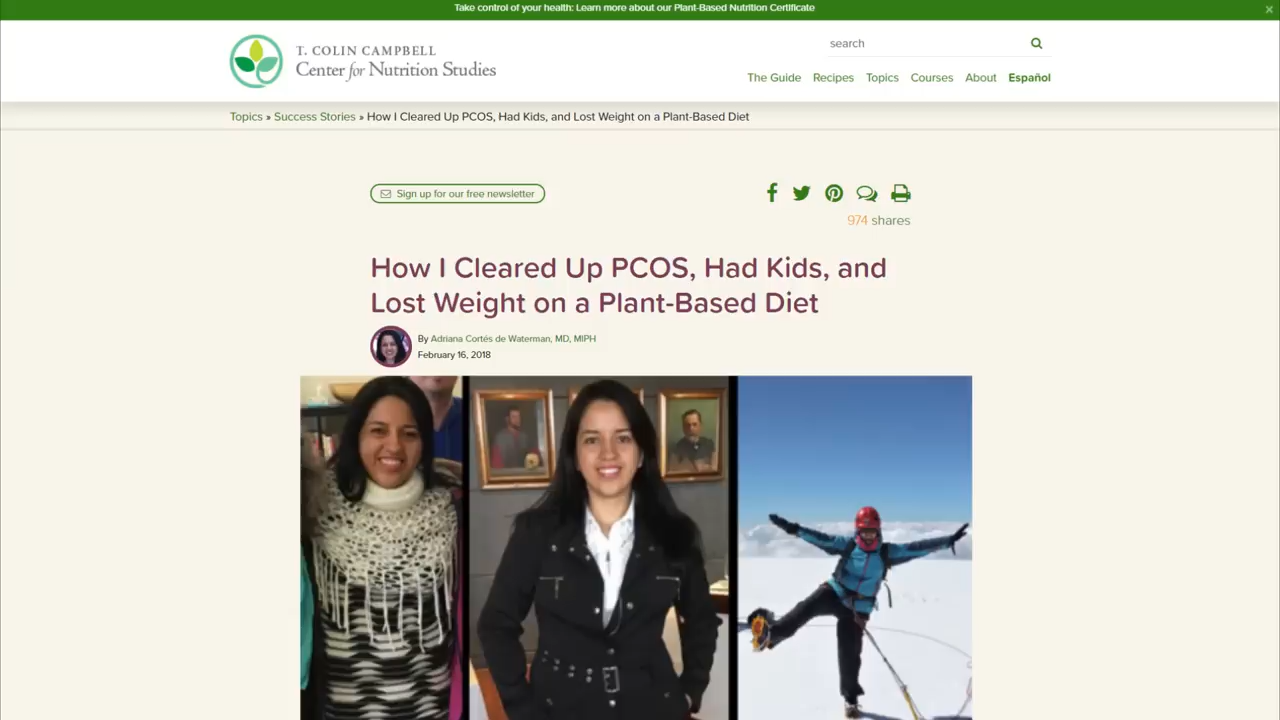 Take control of your health: Learn more about our Plant-Based Nutrition Certificate
×
T. COLIN CAMPBELL
Center for Nutrition Studies
search
The Guide Recipes Topics Courses About Español
Topics » Success Stories » How I Cleared Up PCOS, Had Kids, and Lost Weight on a Plant-Based Diet
Sign up for our free newsletter
974 shares
How I Cleared Up PCOS, Had Kids, and
Lost Weight on a Plant-Based Diet
By Adriana Cortés de Waterman, MD, MIPH
February 16, 2018